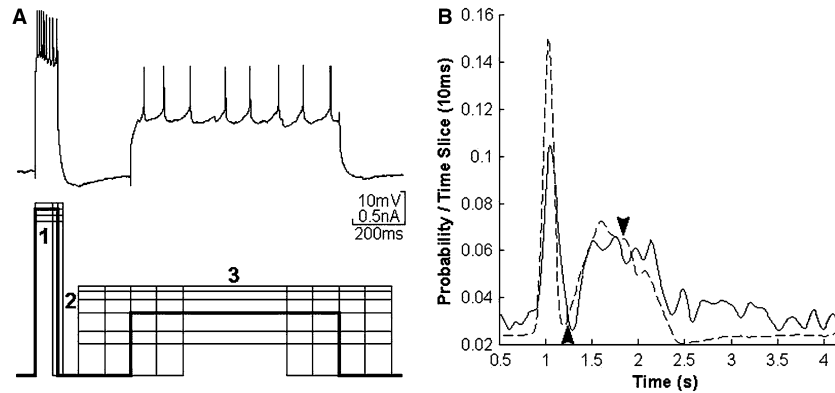 A
10mV
0.5nA
200ms
1
2
3
B
Probability / Time Slice (10ms)
0.16
0.14
0.12
0.1
0.08
0.06
0.04
0.02
0.5 1 1.5 2 2.5 3 3.5 4
Time (s)